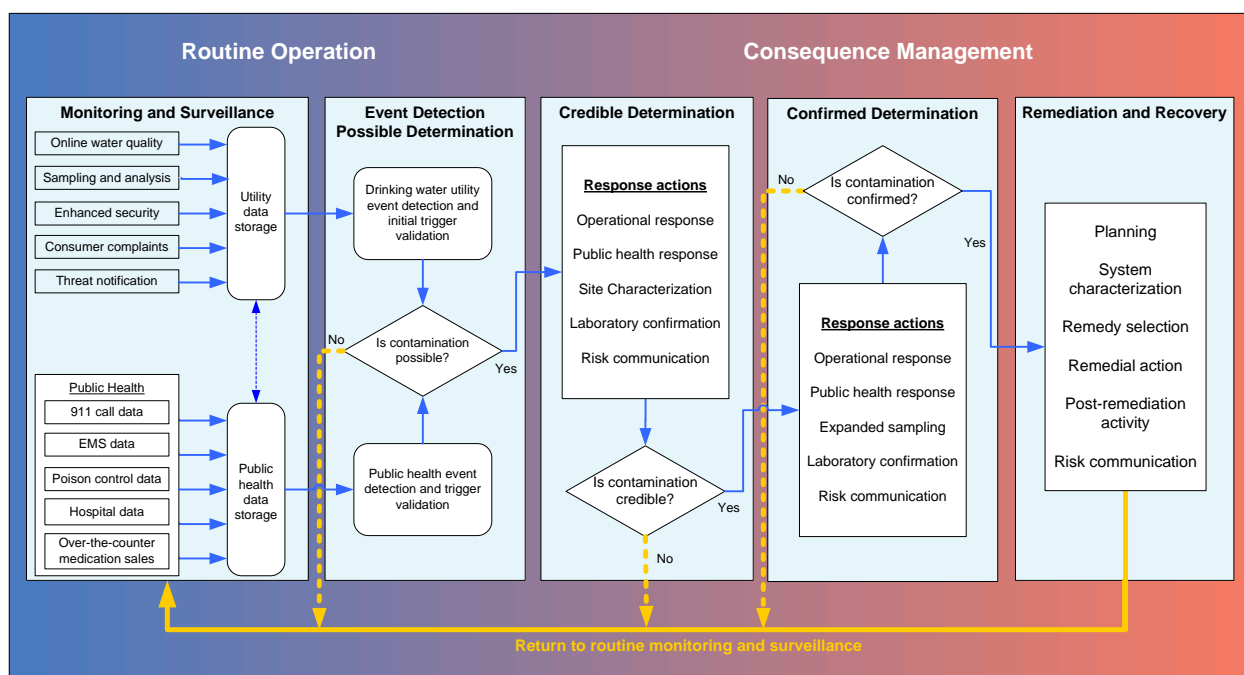 Routine Operation
Consequence Management
Monitoring and Surveillance
Online water quality
Sampling and analysis
Enhanced security
Consumer complaints
Threat notification
Utility
data
storage
Public Health
911 call data
EMS data
Poison control data
Hospital data
Over-the-counter
medication sales
Public
health
data
storage
Event Detection
Possible Determination
Drinking water utility
event detection and
initial trigger
validation
Is contamination
possible?
No
Yes
Public health event
detection and trigger
validation
Credible Determination
Response actions
Operational response
Public health response
Site Characterization
Laboratory confirmation
Risk communication
Is contamination
credible?
Yes
No
Confirmed Determination
No
Is contamination
confirmed?
Yes
Response actions
Operational response
Public health response
Expanded sampling
Laboratory confirmation
Risk communication
Remediation and Recovery
Planning
System
characterization
Remedy selection
Remedial action
Post-remediation
activity
Risk communication
Return to routine monitoring and surveillance